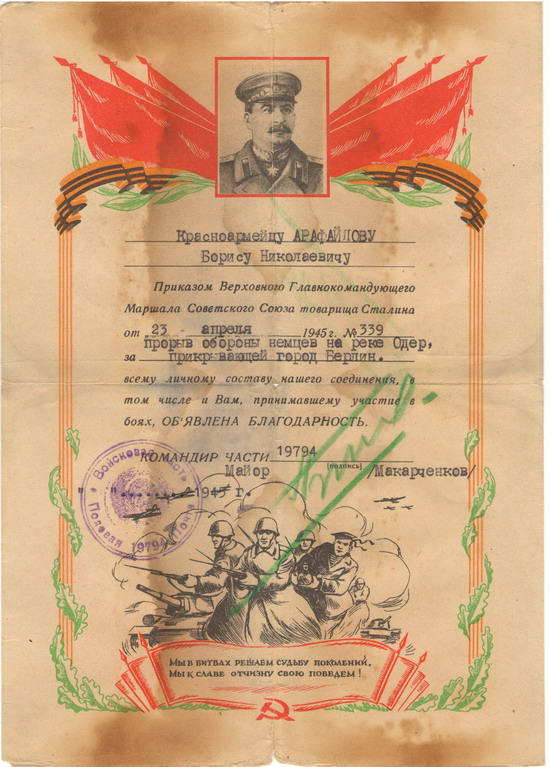 Красноармейцу АРАФАЙЛОВУ
Борису Николаевичу
Приказом Верховного Главнокомандующего
Маршала Советского Союза товарища Сталина
от 23 апреля 1945 г. № 339
прорыв обороны немцев на реке Одер,
за прикрывающей город Берлин.
всему личному составу нашего соединения, в
том числе и Вам, принимавшему участие в
боях, ОБ'ЯВЛЕНА БЛАГОДАРНОСТЬ.
КОМАНДИР ЧАСТИ 19794
Майор [подпись] /Макарченков/
" " 1945 г.
Войсковая часть
Полевая Почта 19794
МЫ В БИТВАХ РЕШАЕМ СУДЬБУ ПОКОЛЕНИЙ,
МЫ К СЛАВЕ ОТЧИЗНУ СВОЮ ПОВЕДЕМ!